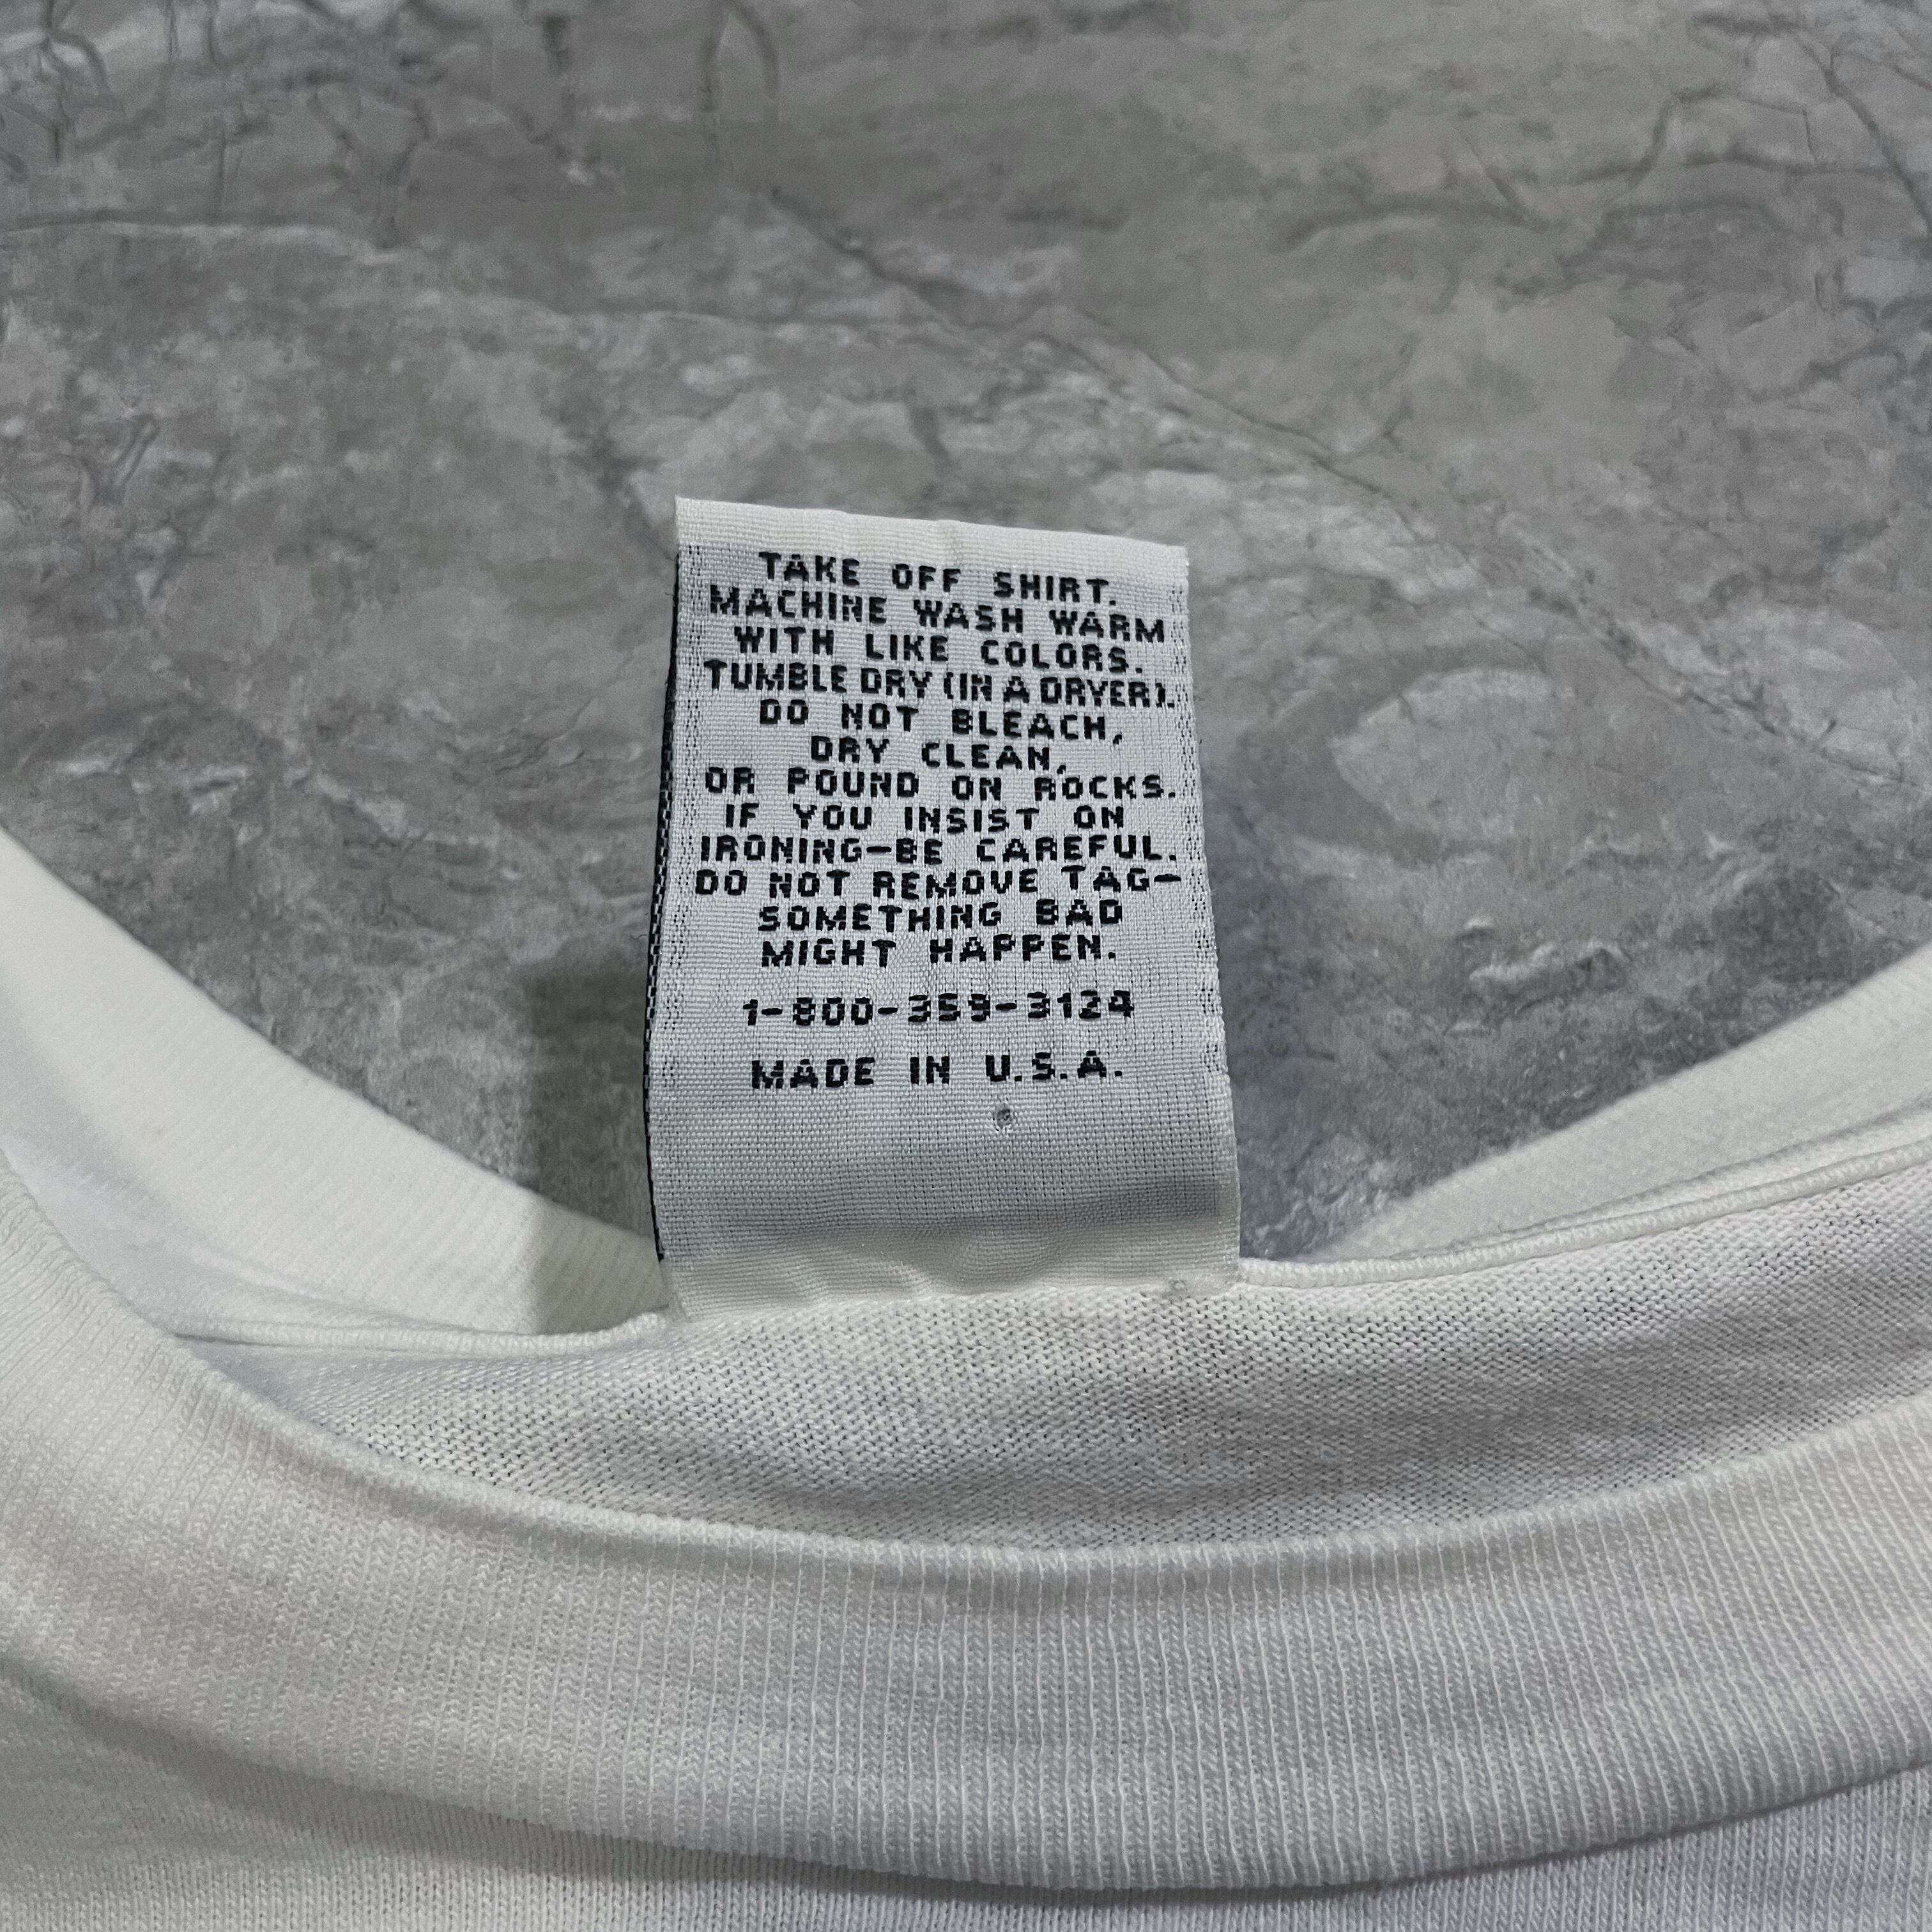 TAKE OFF SHIRT.
MACHINE WASH WARM
WITH LIKE COLORS.
TUMBLE DRY (IN A DRYER).
DO NOT BLEACH,
DRY CLEAN,
OR POUND ON ROCKS.
IF YOU INSIST ON
IRONING-BE CAREFUL.
DO NOT REMOVE TAG-
SOMETHING BAD
MIGHT HAPPEN.
1-800-359-3124
MADE IN U.S.A.